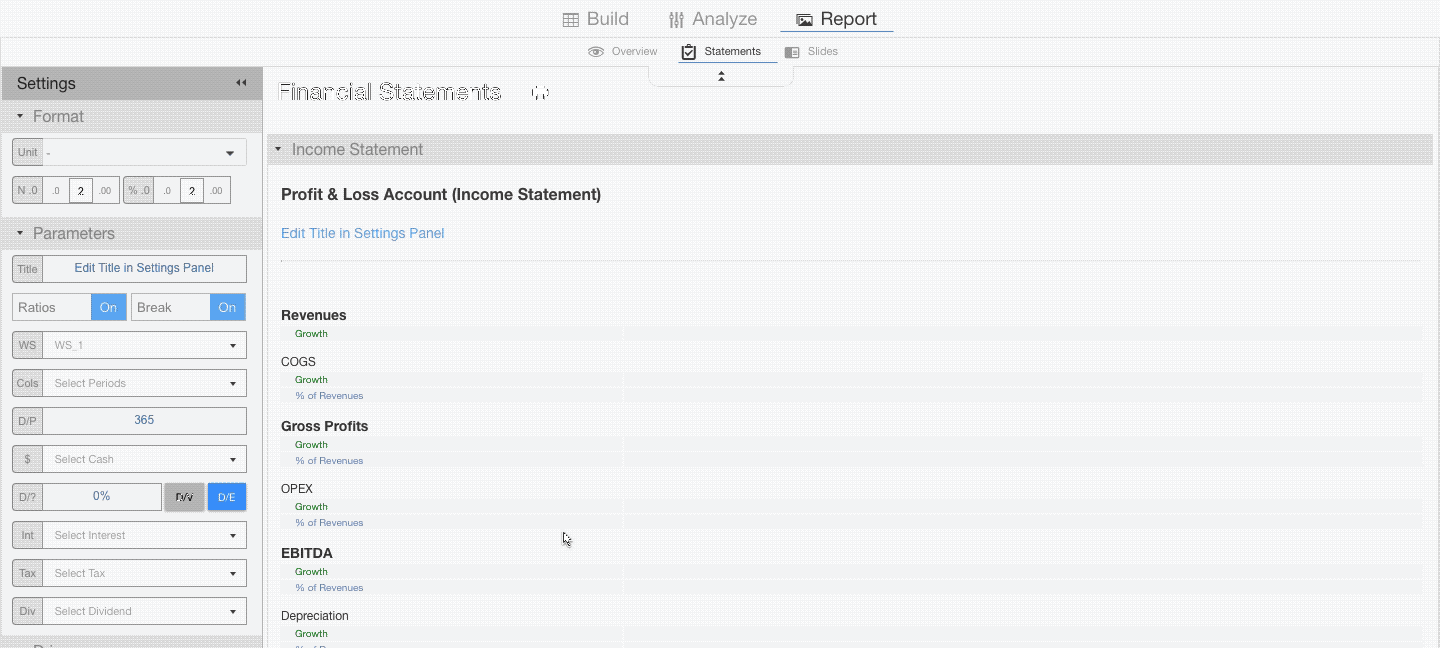 Build Analyze Report
Overview Statements Slides
Settings
Format
Unit -
N .0 .0 2 .00 % .0 .0 2 .00
Parameters
Title Edit Title in Settings Panel
Ratios On Break On
WS WS_1
Cols Select Periods
D/P 365
$ Select Cash
D/? 0% D/V D/E
Int Select Interest
Tax Select Tax
Div Select Dividend
Financial Statements
Income Statement
Profit & Loss Account (Income Statement)
Edit Title in Settings Panel
Revenues
Growth
COGS
Growth
% of Revenues
Gross Profits
Growth
% of Revenues
OPEX
Growth
% of Revenues
EBITDA
Growth
% of Revenues
Depreciation
Growth